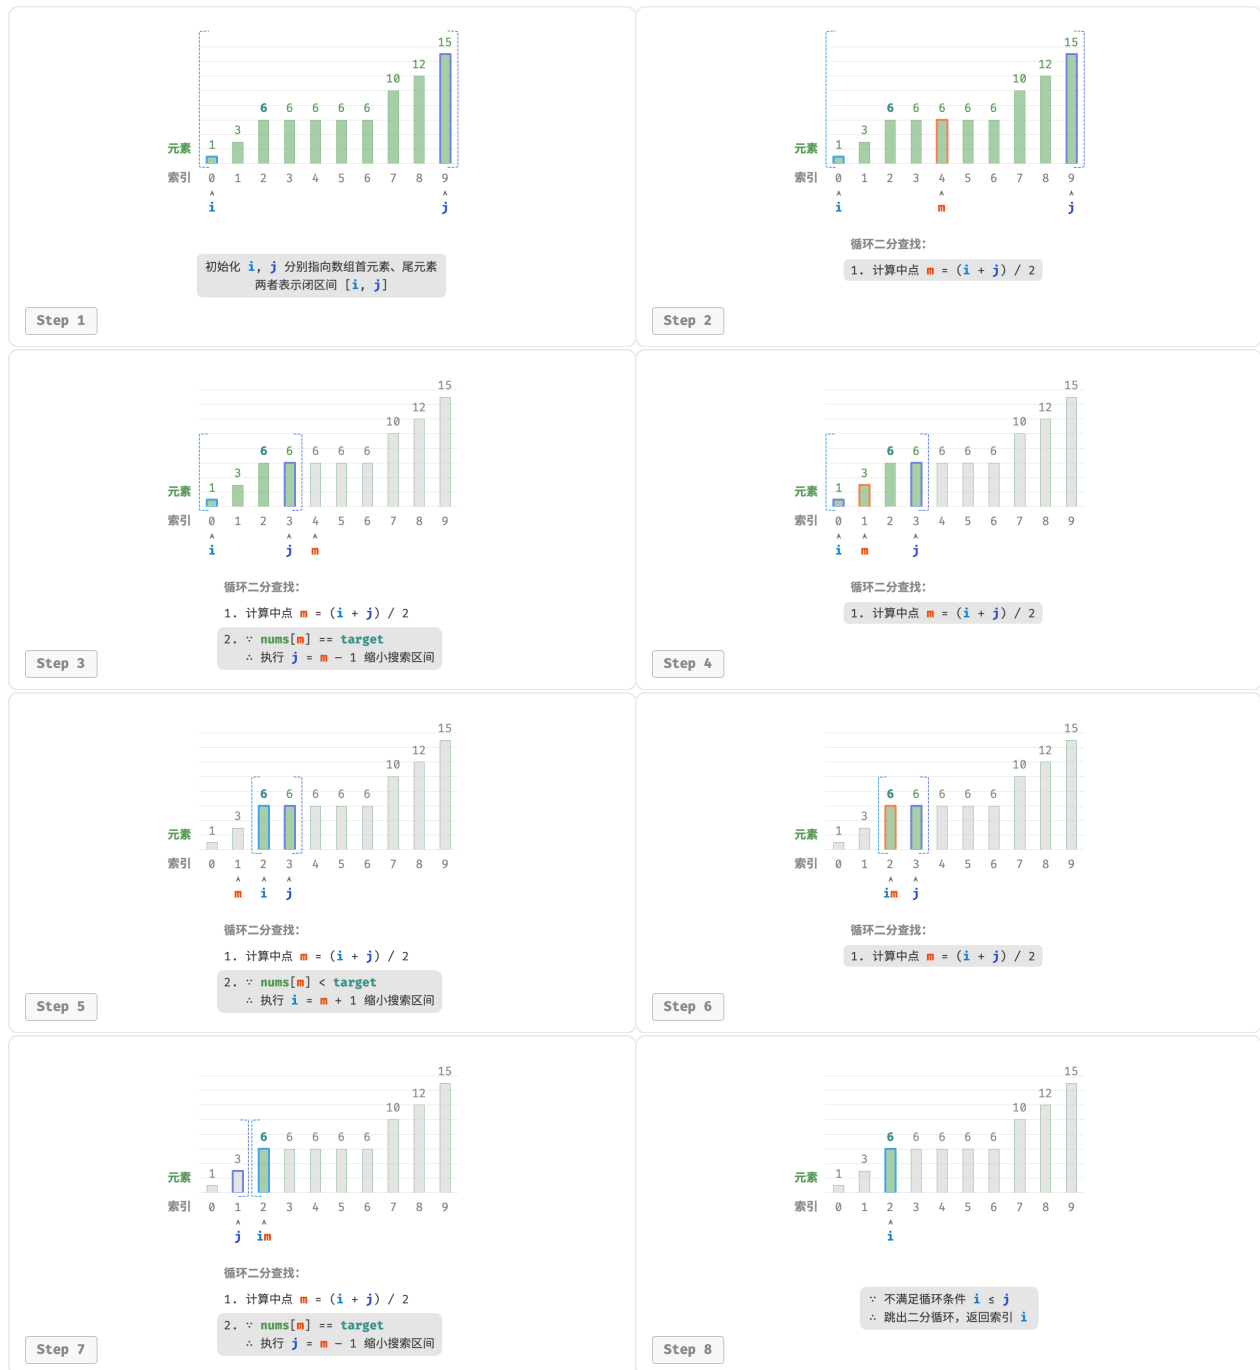 15
12
10
6 6 6 6 6
3
元素 1
索引 0 1 2 3 4 5 6 7 8 9
i j
初始化 i, j 分别指向数组首元素、尾元素
两者表示闭区间 [i, j]
Step 1
15
12
10
6 6 6 6 6
3
元素 1
索引 0 1 2 3 4 5 6 7 8 9
i m j
循环二分查找:
1. 计算中点 m = (i + j) / 2
Step 2
15
12
10
6 6 6 6 6
3
元素 1
索引 0 1 2 3 4 5 6 7 8 9
i j m
循环二分查找:
1. 计算中点 m = (i + j) / 2
2. ∵ nums[m] == target
∴ 执行 j = m − 1 缩小搜索区间
Step 3
15
12
10
6 6 6 6 6
3
元素 1
索引 0 1 2 3 4 5 6 7 8 9
i m j
循环二分查找:
1. 计算中点 m = (i + j) / 2
Step 4
15
12
10
6 6 6 6 6
3
元素 1
索引 0 1 2 3 4 5 6 7 8 9
m i j
循环二分查找:
1. 计算中点 m = (i + j) / 2
2. ∵ nums[m] < target
∴ 执行 i = m + 1 缩小搜索区间
Step 5
15
12
10
6 6 6 6 6
3
元素 1
索引 0 1 2 3 4 5 6 7 8 9
im j
循环二分查找:
1. 计算中点 m = (i + j) / 2
Step 6
15
12
10
6 6 6 6 6
3
元素 1
索引 0 1 2 3 4 5 6 7 8 9
j im
循环二分查找:
1. 计算中点 m = (i + j) / 2
2. ∵ nums[m] == target
∴ 执行 j = m − 1 缩小搜索区间
Step 7
15
12
10
6 6 6 6 6
3
元素 1
索引 0 1 2 3 4 5 6 7 8 9
i
∵ 不满足循环条件 i ≤ j
∴ 跳出二分循环，返回索引 i
Step 8